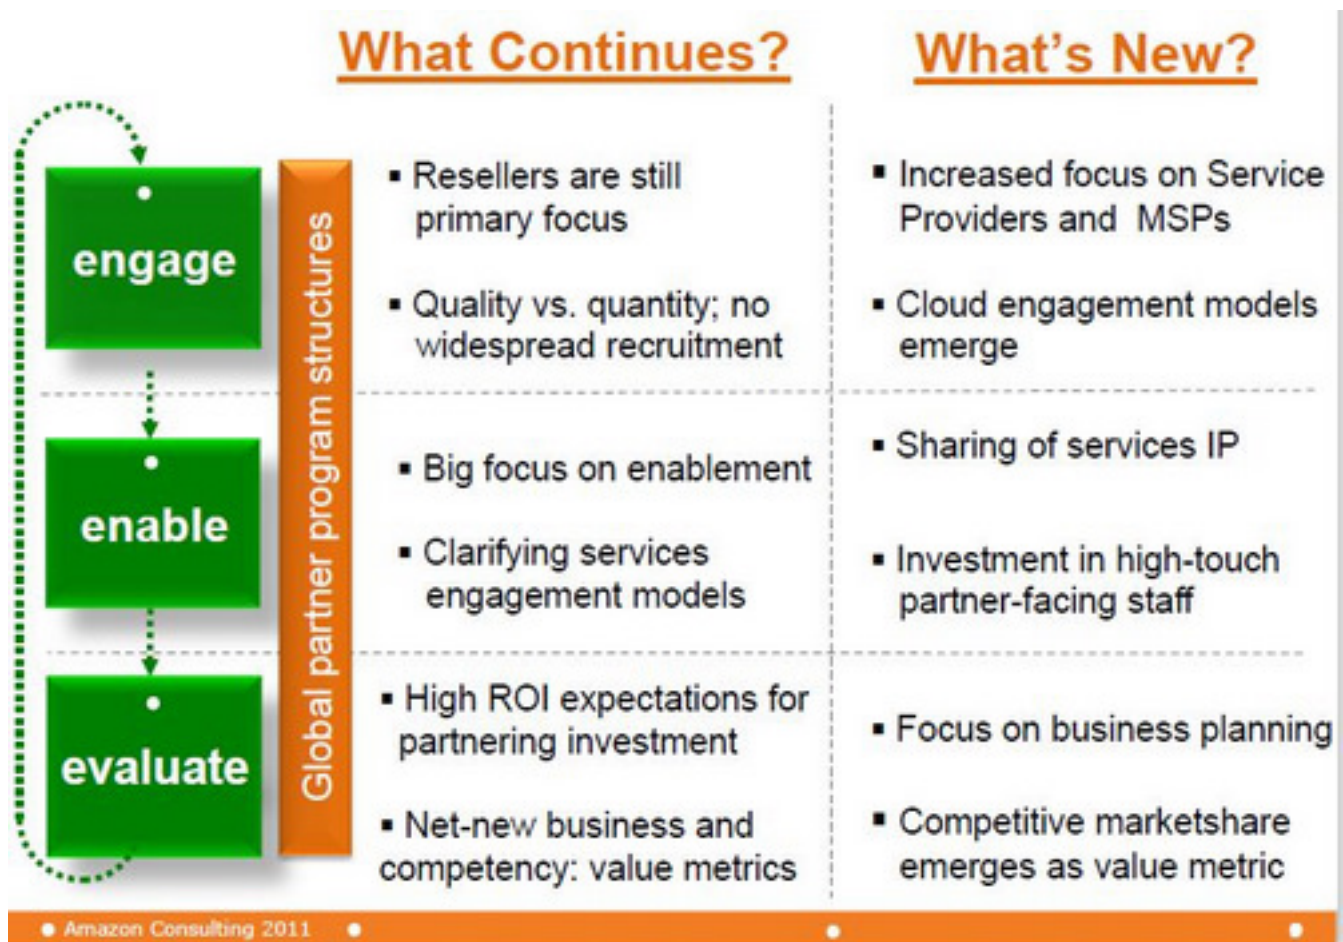 What Continues?
What's New?
engage
Global partner program structures
▪ Resellers are still
primary focus
▪ Quality vs. quantity; no
widespread recruitment
▪ Increased focus on Service
Providers and MSPs
▪ Cloud engagement models
emerge
enable
▪ Big focus on enablement
▪ Clarifying services
engagement models
▪ Sharing of services IP
▪ Investment in high-touch
partner-facing staff
evaluate
▪ High ROI expectations for
partnering investment
▪ Net-new business and
competency: value metrics
▪ Focus on business planning
▪ Competitive marketshare
emerges as value metric
Amazon Consulting 2011